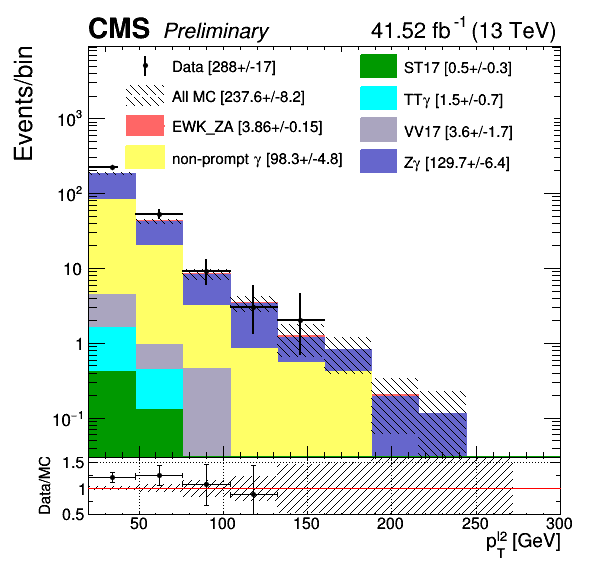 CMS Preliminary 41.52 fb⁻¹ (13 TeV)
Events/bin
Data [288+/-17]
All MC [237.6+/-8.2]
EWK_ZA [3.86+/-0.15]
non-prompt γ [98.3+/-4.8]
ST17 [0.5+/-0.3]
TTγ [1.5+/-0.7]
VV17 [3.6+/-1.7]
Zγ [129.7+/-6.4]
10³
10²
10
1
10⁻¹
Data/MC
1.5
1
0.5
50 100 150 200 250 300
p_T^l2 [GeV]